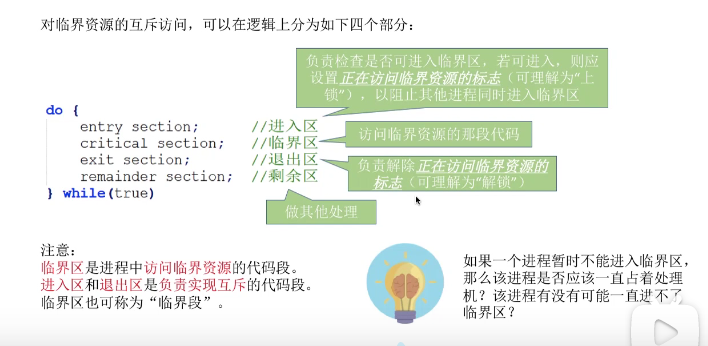 对临界资源的互斥访问，可以在逻辑上分为如下四个部分：
负责检查是否可进入临界区，若可进入，则应
设置正在访问临界资源的标志（可理解为“上
锁”），以阻止其他进程同时进入临界区
do {
entry section; //进入区
critical section; //临界区
exit section; //退出区
remainder section; //剩余区
} while(true)
访问临界资源的那段代码
负责解除正在访问临界资源的
标志（可理解为“解锁”）
做其他处理
注意：
临界区是进程中访问临界资源的代码段。
进入区和退出区是负责实现互斥的代码段。
临界区也可称为“临界段”。
如果一个进程暂时不能进入临界区，
那么该进程是否应该一直占着处理
机？该进程有没有可能一直进不了
临界区？